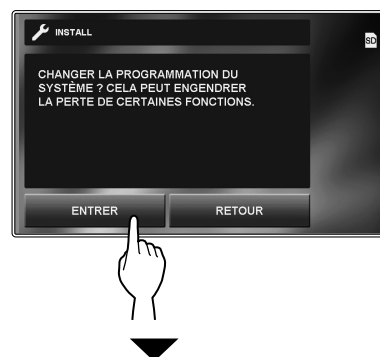 INSTALL
SD
CHANGER LA PROGRAMMATION DU
SYSTÈME ? CELA PEUT ENGENDRER
LA PERTE DE CERTAINES FONCTIONS.
ENTRER
RETOUR